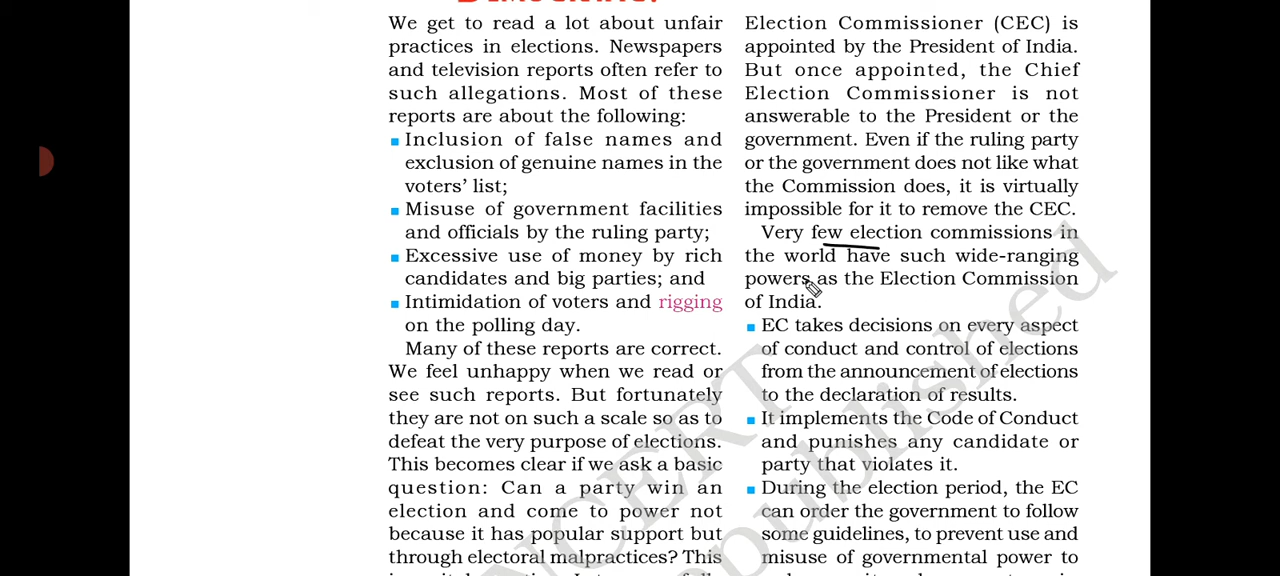 We get to read a lot about unfair
practices in elections. Newspapers
and television reports often refer to
such allegations. Most of these
reports are about the following:
Inclusion of false names and
exclusion of genuine names in the
voters' list;
Misuse of government facilities
and officials by the ruling party;
Excessive use of money by rich
candidates and big parties; and
Intimidation of voters and rigging
on the polling day.
Many of these reports are correct.
We feel unhappy when we read or
see such reports. But fortunately
they are not on such a scale so as to
defeat the very purpose of elections.
This becomes clear if we ask a basic
question: Can a party win an
election and come to power not
because it has popular support but
through electoral malpractices? This
Election Commissioner (CEC) is
appointed by the President of India.
But once appointed, the Chief
Election Commissioner is not
answerable to the President or the
government. Even if the ruling party
or the government does not like what
the Commission does, it is virtually
impossible for it to remove the CEC.
Very few election commissions in
the world have such wide-ranging
powers as the Election Commission
of India.
EC takes decisions on every aspect
of conduct and control of elections
from the announcement of elections
to the declaration of results.
It implements the Code of Conduct
and punishes any candidate or
party that violates it.
During the election period, the EC
can order the government to follow
some guidelines, to prevent use and
misuse of governmental power to
NCERT
republished